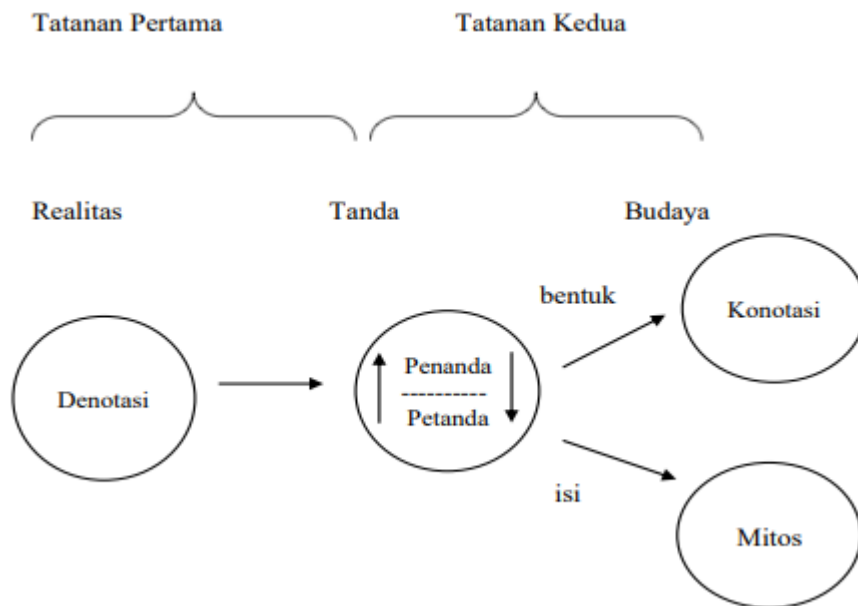 Tatanan Pertama
Tatanan Kedua
Realitas
Tanda
Budaya
bentuk
Konotasi
Denotasi
Penanda
----------
Petanda
isi
Mitos